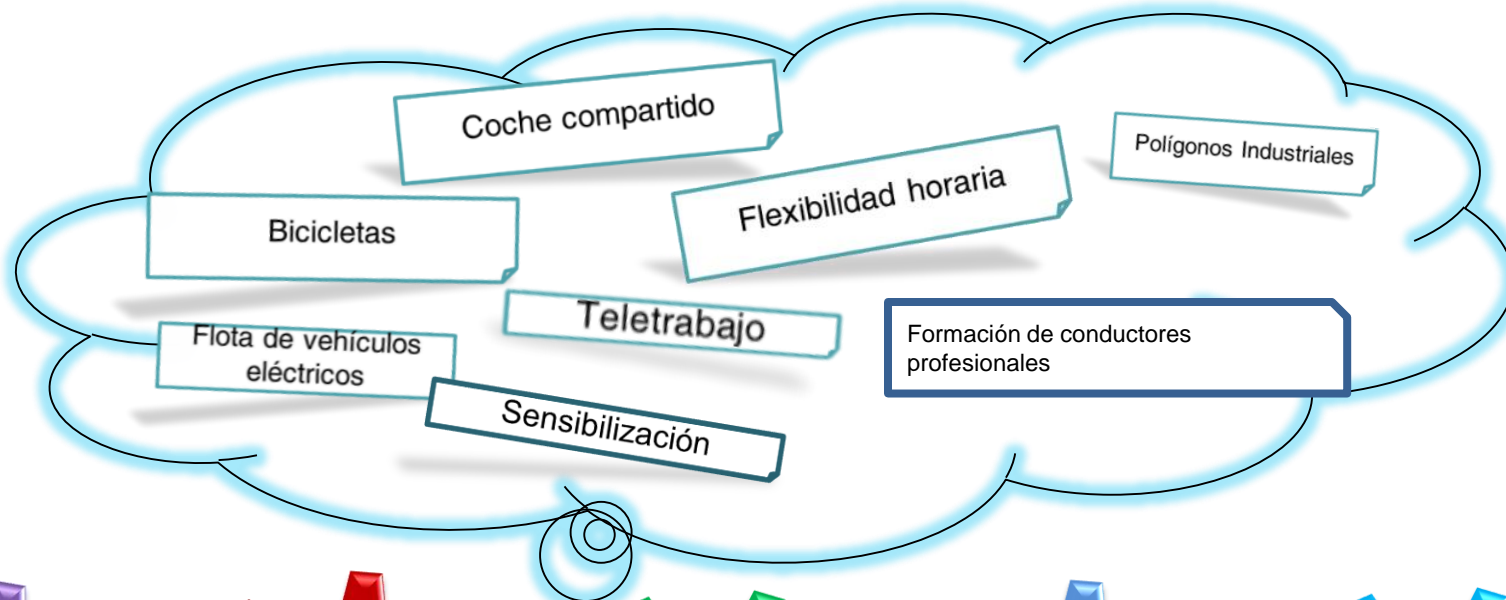 Coche compartido
Polígonos Industriales
Flexibilidad horaria
Bicicletas
Teletrabajo
Flota de vehículos
eléctricos
Formación de conductores
profesionales
Sensibilización